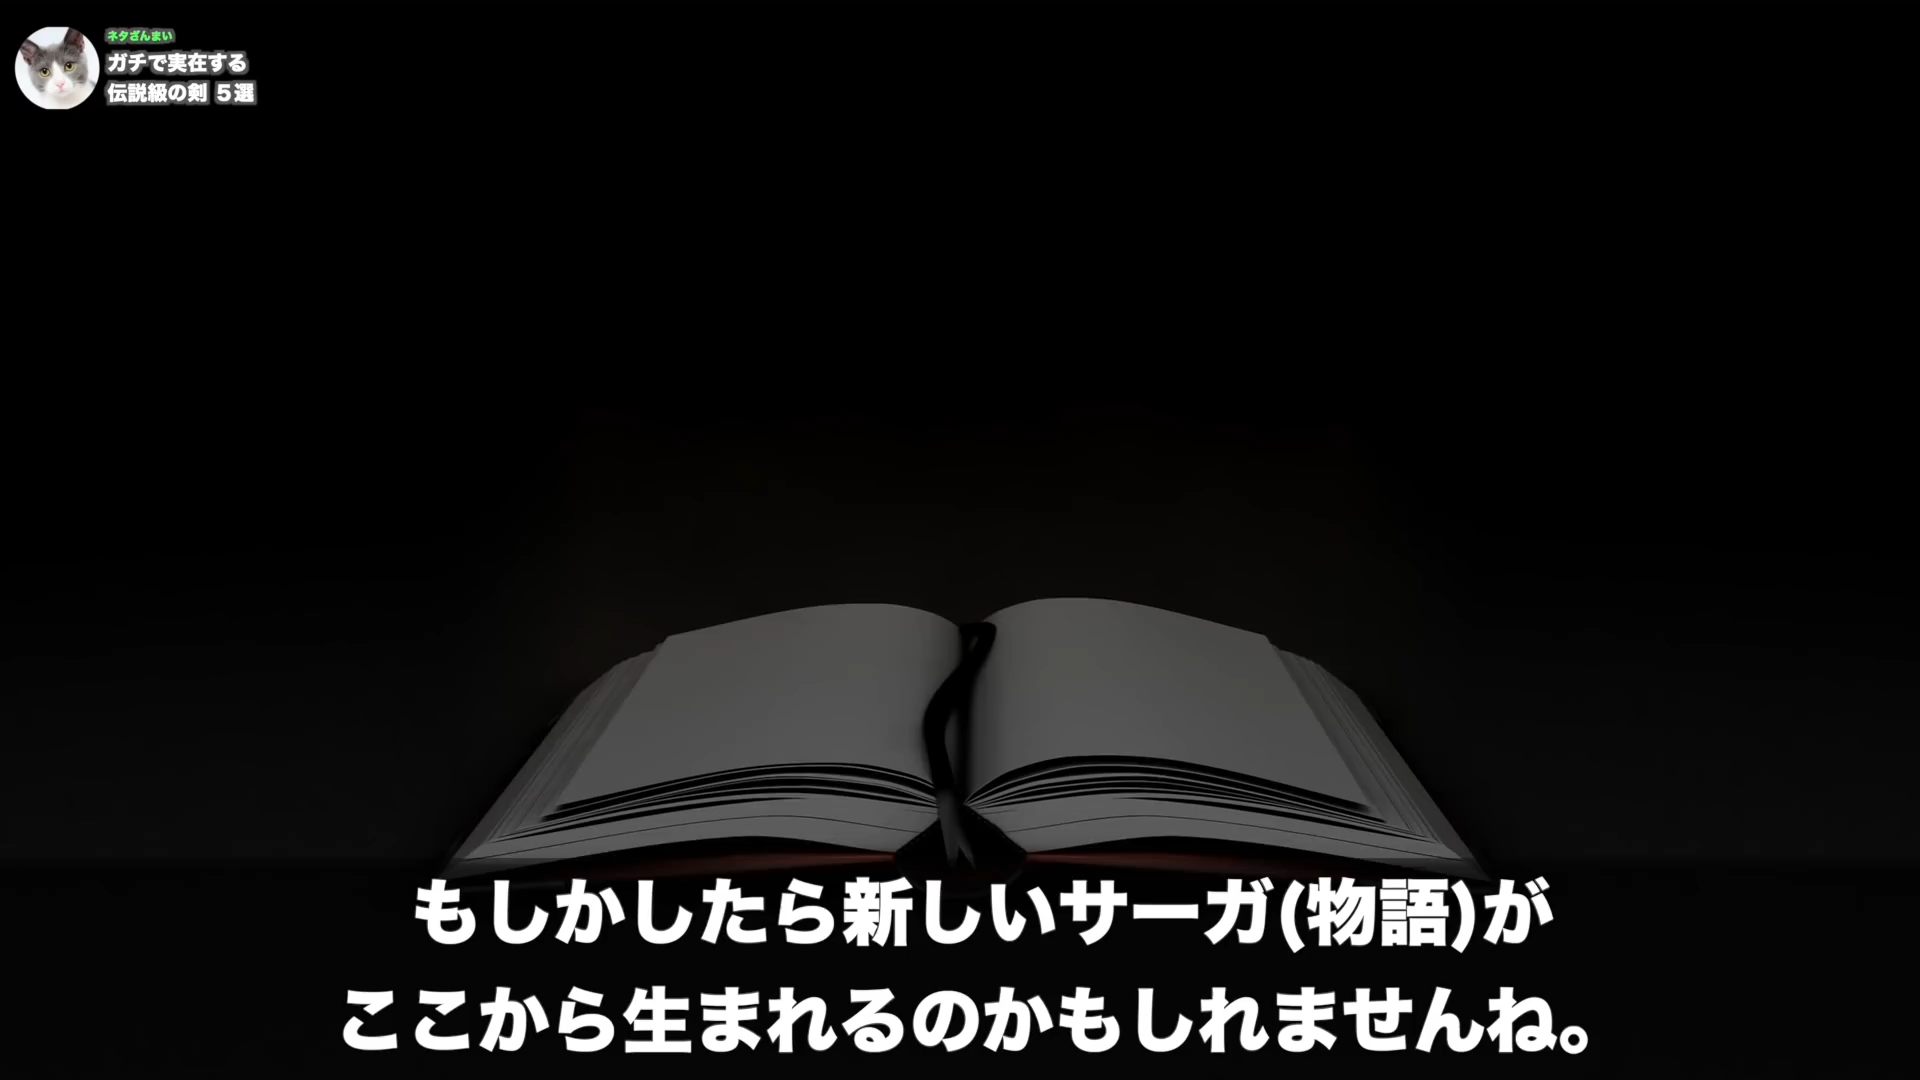 ネタざんまい
ガチで実在する
伝説級の剣 5選
もしかしたら新しいサーガ(物語)が
ここから生まれるのかもしれませんね。